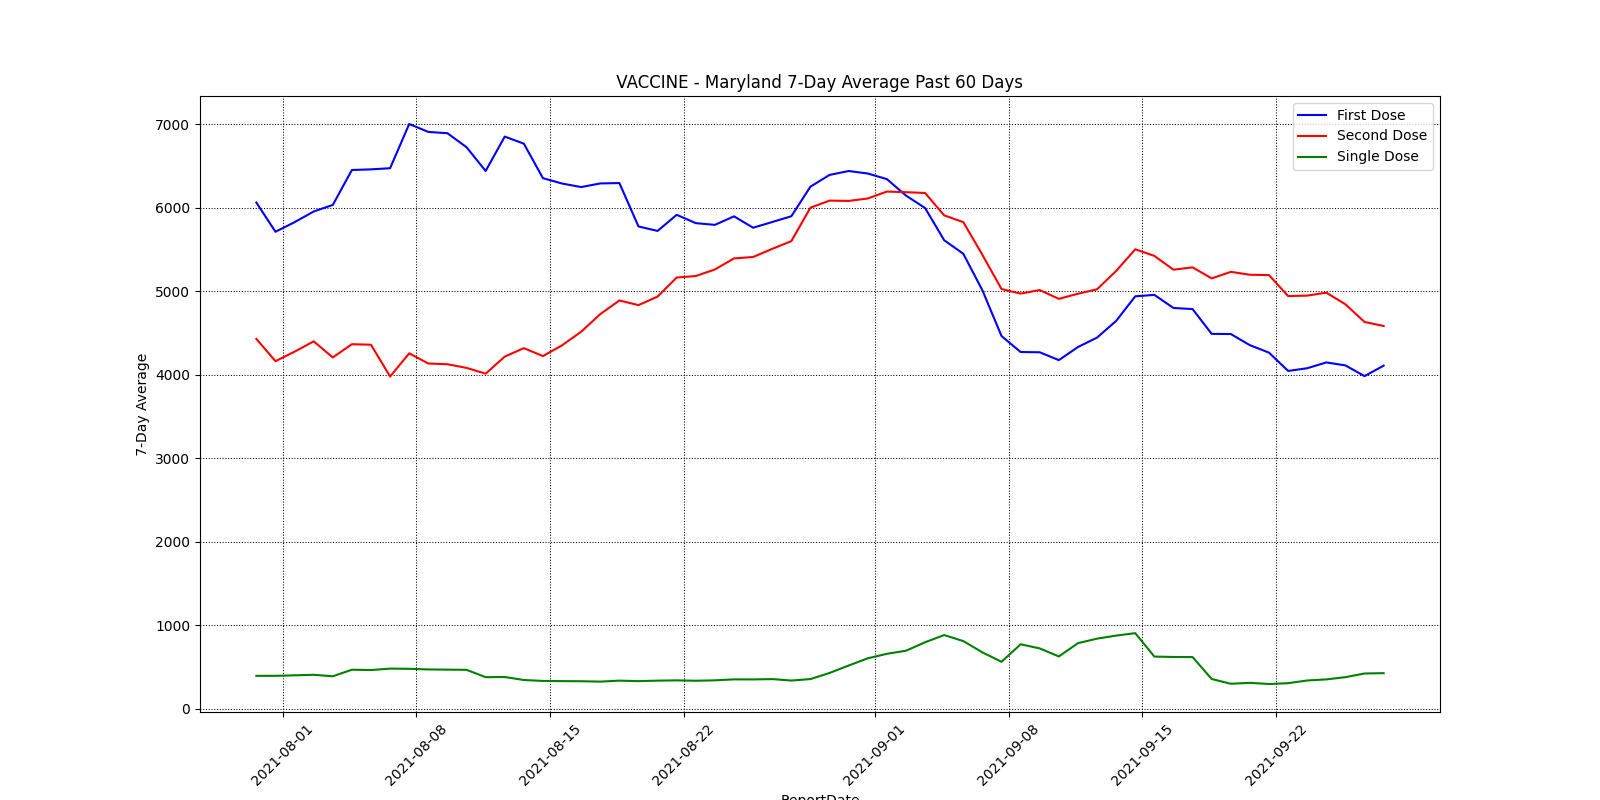 VACCINE - Maryland 7-Day Average Past 60 Days
First Dose
Second Dose
Single Dose
7-Day Average
7000
6000
5000
4000
3000
2000
1000
0
2021-08-01
2021-08-08
2021-08-15
2021-08-22
2021-09-01
2021-09-08
2021-09-15
2021-09-22
ReportDate